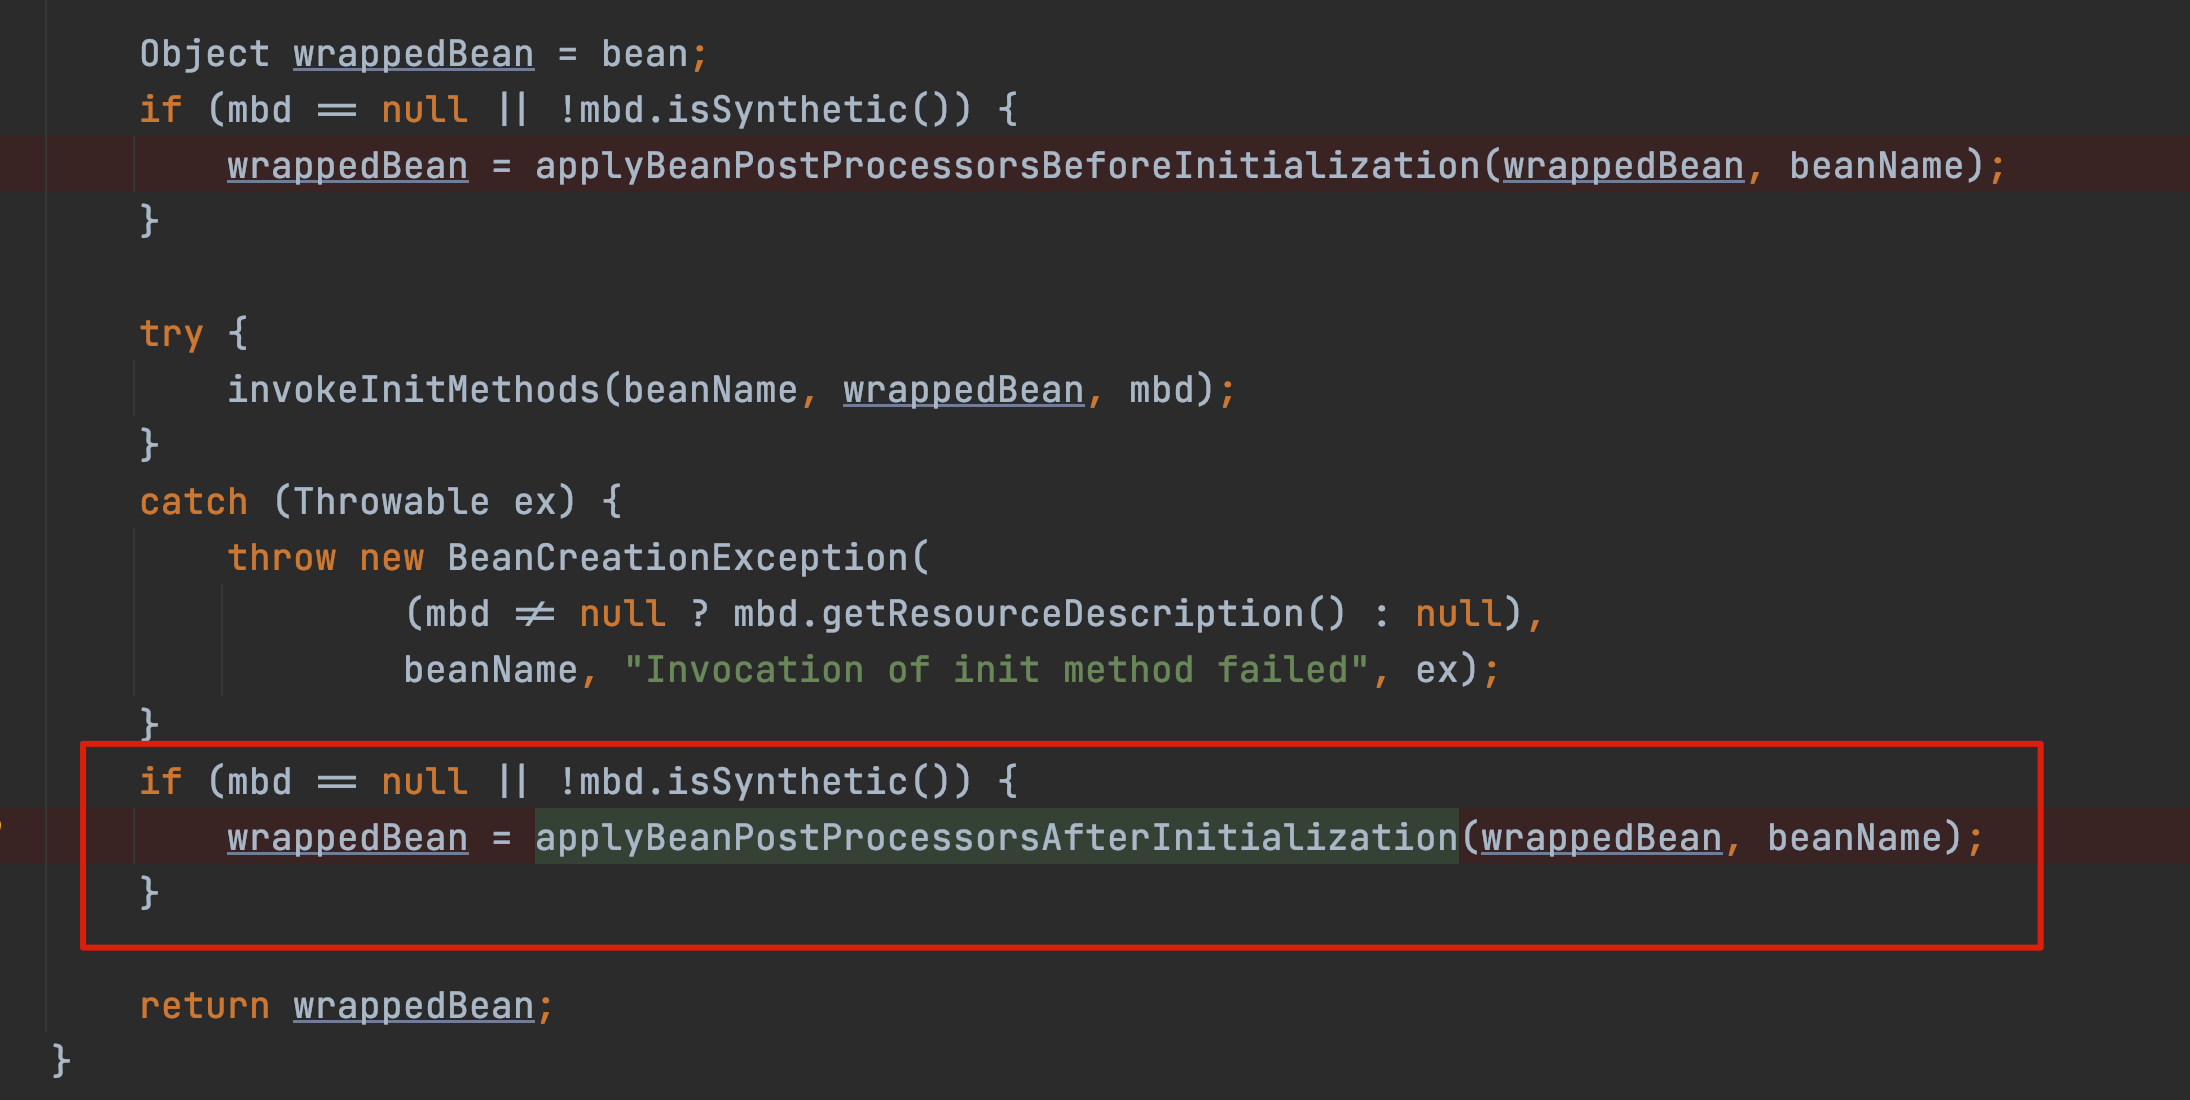 Object wrappedBean = bean;
if (mbd == null || !mbd.isSynthetic()) {
wrappedBean = applyBeanPostProcessorsBeforeInitialization(wrappedBean, beanName);
}
try {
invokeInitMethods(beanName, wrappedBean, mbd);
}
catch (Throwable ex) {
throw new BeanCreationException(
(mbd != null ? mbd.getResourceDescription() : null),
beanName, "Invocation of init method failed", ex);
}
if (mbd == null || !mbd.isSynthetic()) {
wrappedBean = applyBeanPostProcessorsAfterInitialization(wrappedBean, beanName);
}
return wrappedBean;
}